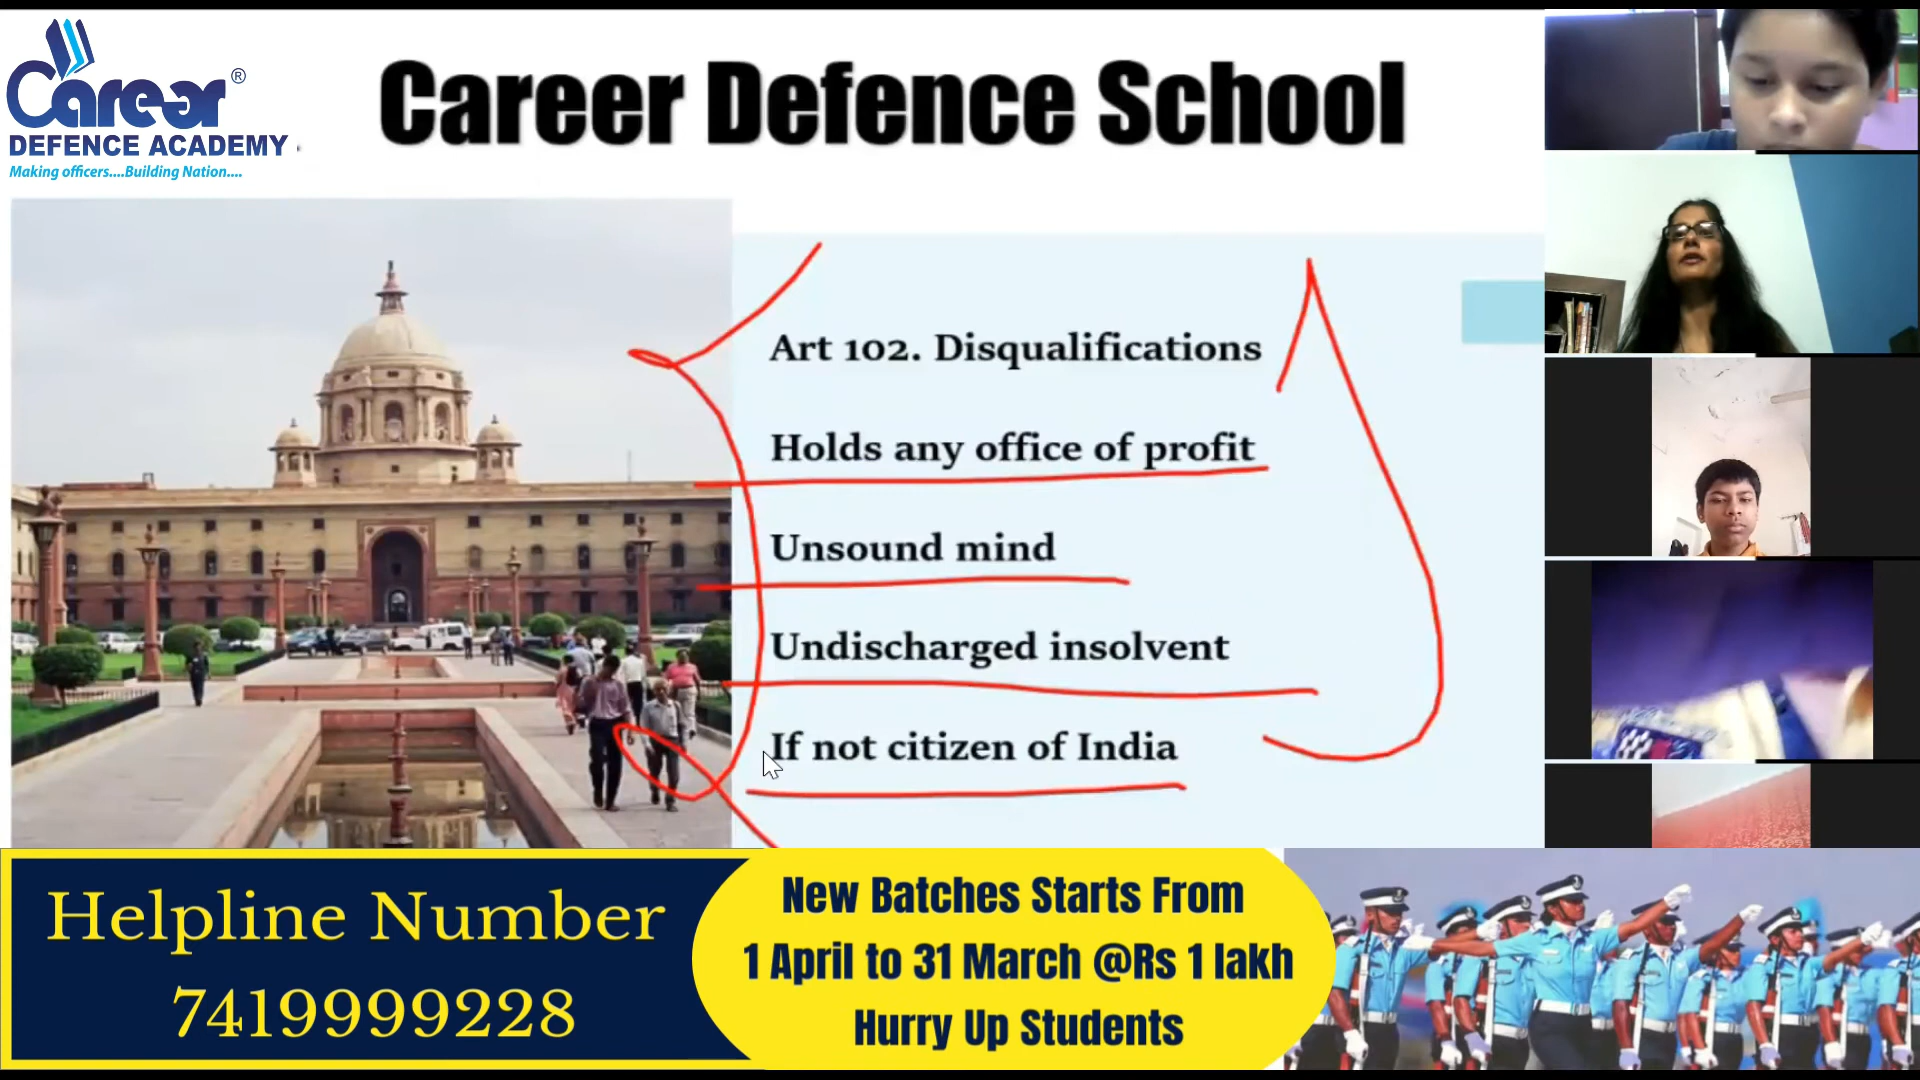 Career®
DEFENCE ACADEMY
Making officers....Building Nation....
Career Defence School
Art 102. Disqualifications
Holds any office of profit
Unsound mind
Undischarged insolvent
If not citizen of India
Helpline Number
7419999228
New Batches Starts From
1 April to 31 March @Rs 1 lakh
Hurry Up Students